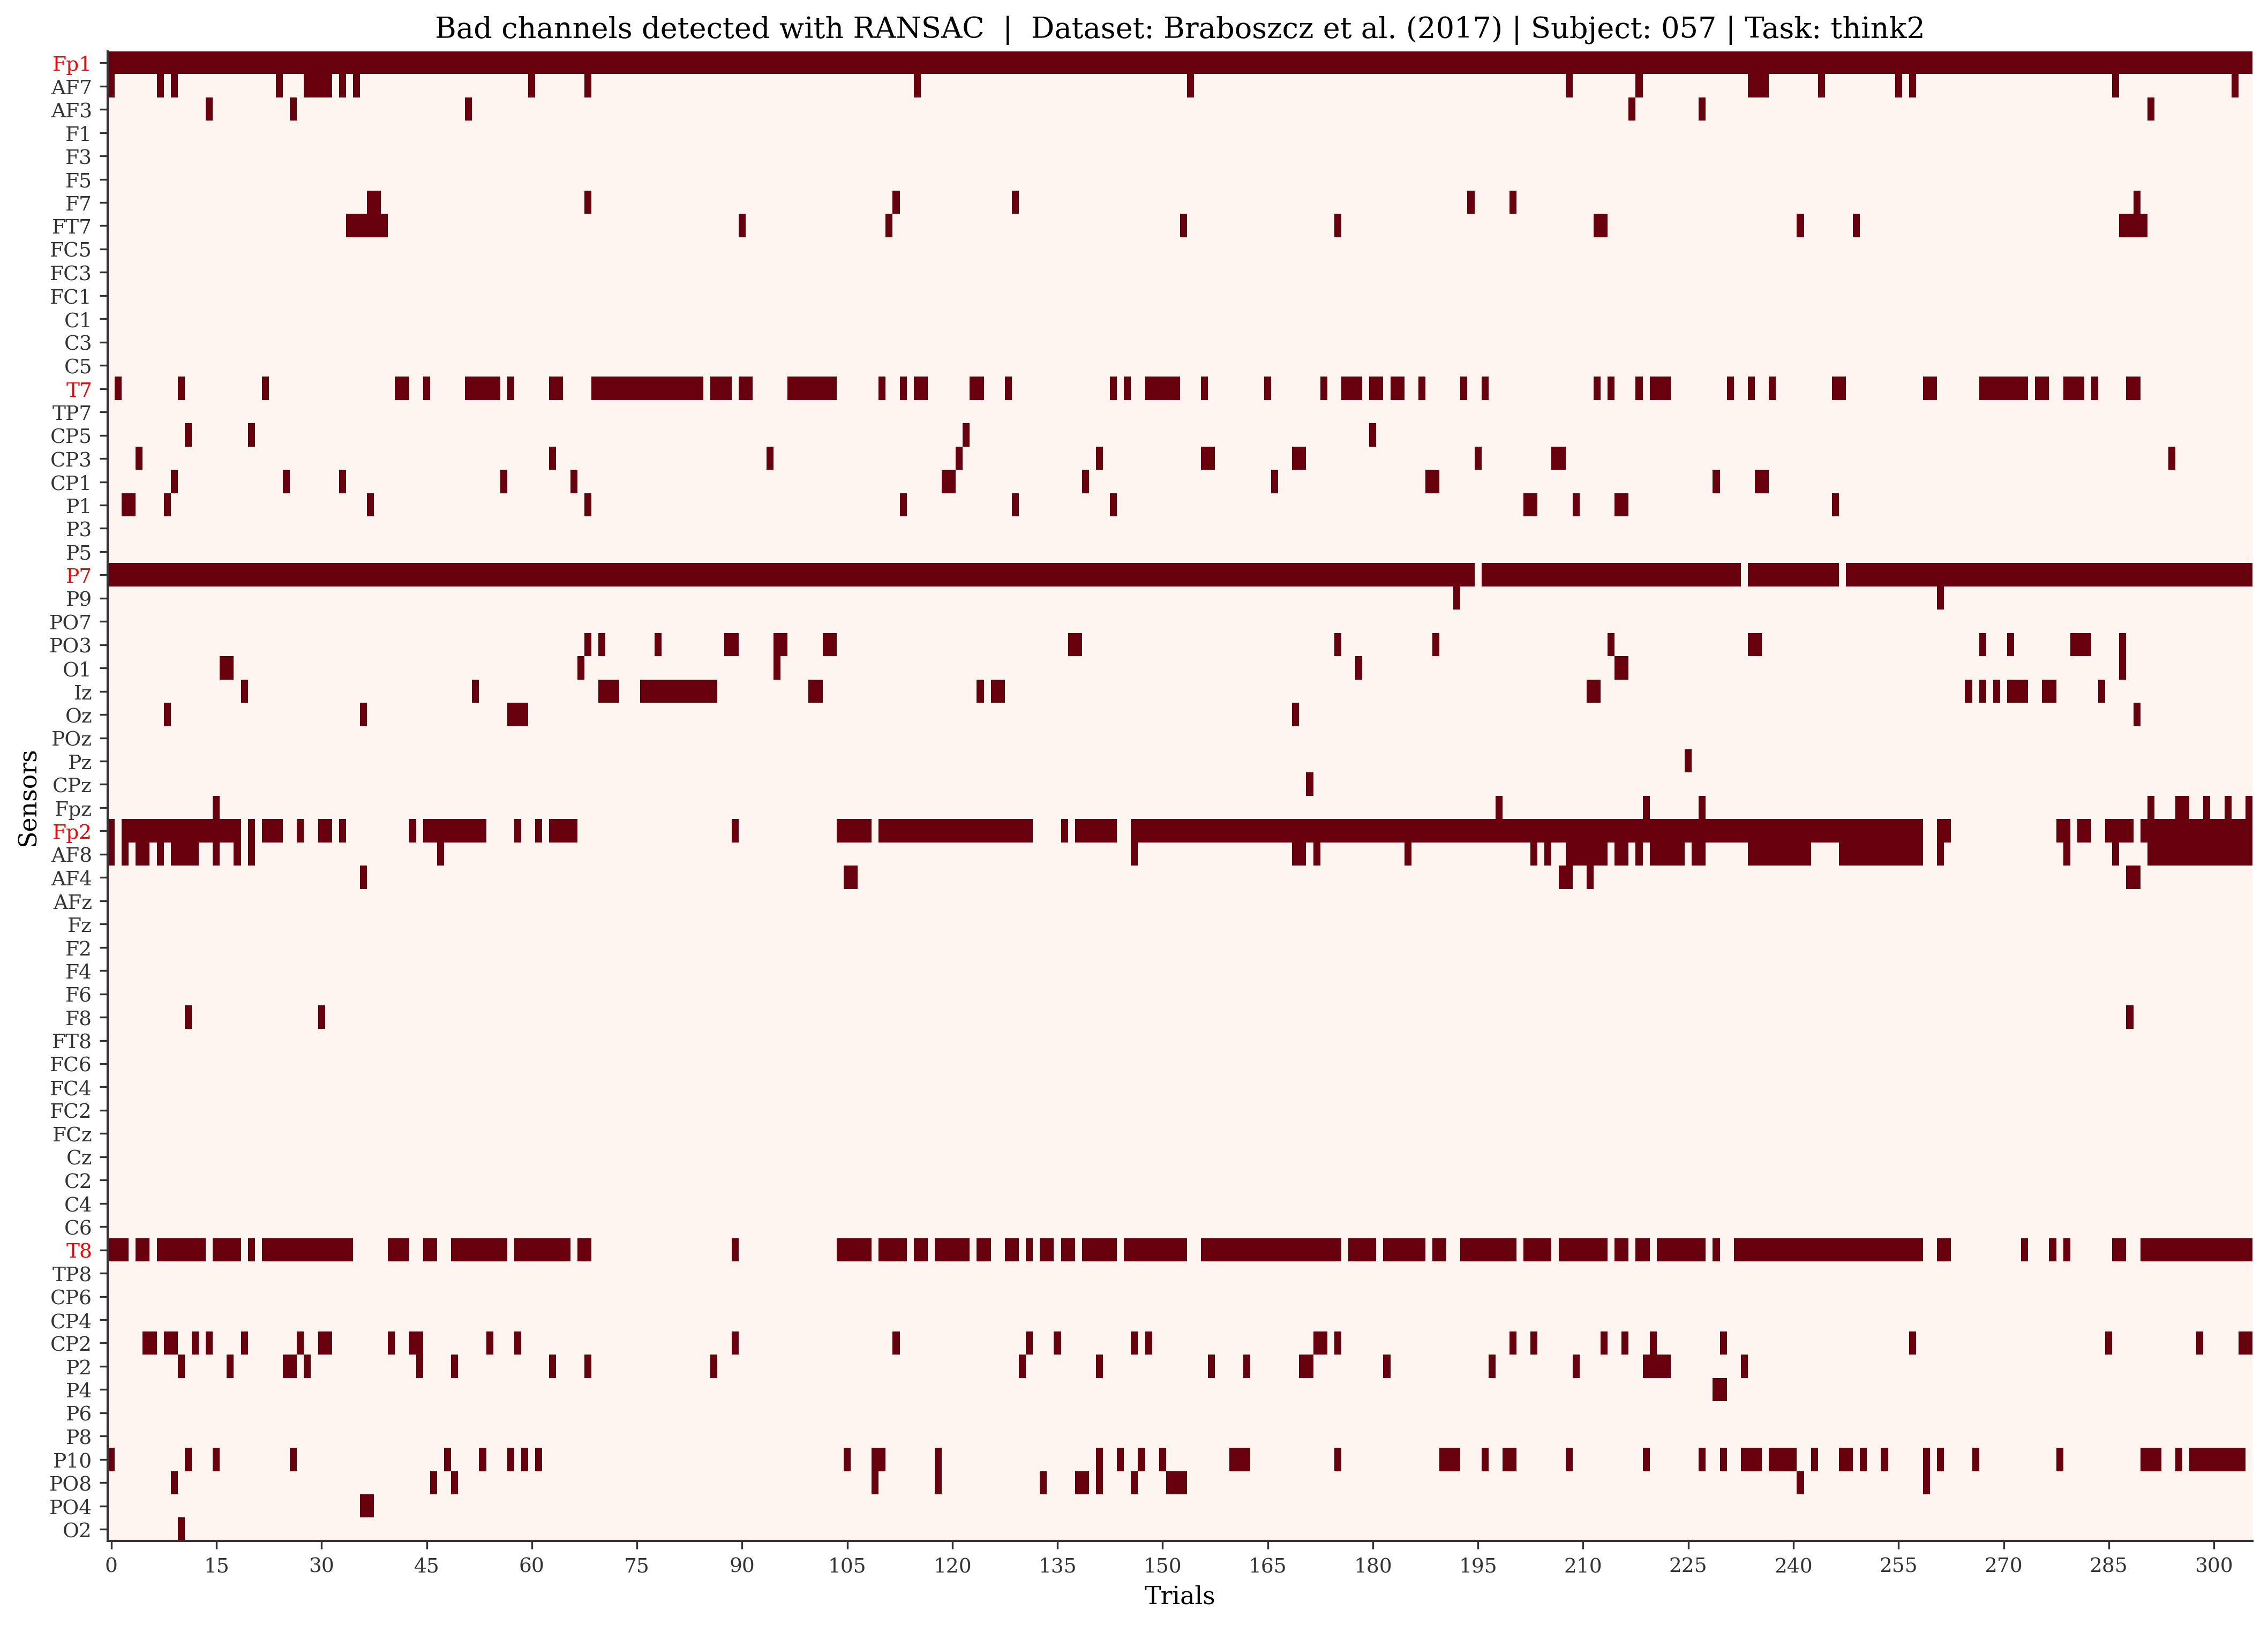 Bad channels detected with RANSAC | Dataset: Braboszcz et al. (2017) | Subject: 057 | Task: think2
Sensors
Fp1
AF7
AF3
F1
F3
F5
F7
FT7
FC5
FC3
FC1
C1
C3
C5
T7
TP7
CP5
CP3
CP1
P1
P3
P5
P7
P9
PO7
PO3
O1
Iz
Oz
POz
Pz
CPz
Fpz
Fp2
AF8
AF4
AFz
Fz
F2
F4
F6
F8
FT8
FC6
FC4
FC2
FCz
Cz
C2
C4
C6
T8
TP8
CP6
CP4
CP2
P2
P4
P6
P8
P10
PO8
PO4
O2
0 15 30 45 60 75 90 105 120 135 150 165 180 195 210 225 240 255 270 285 300
Trials